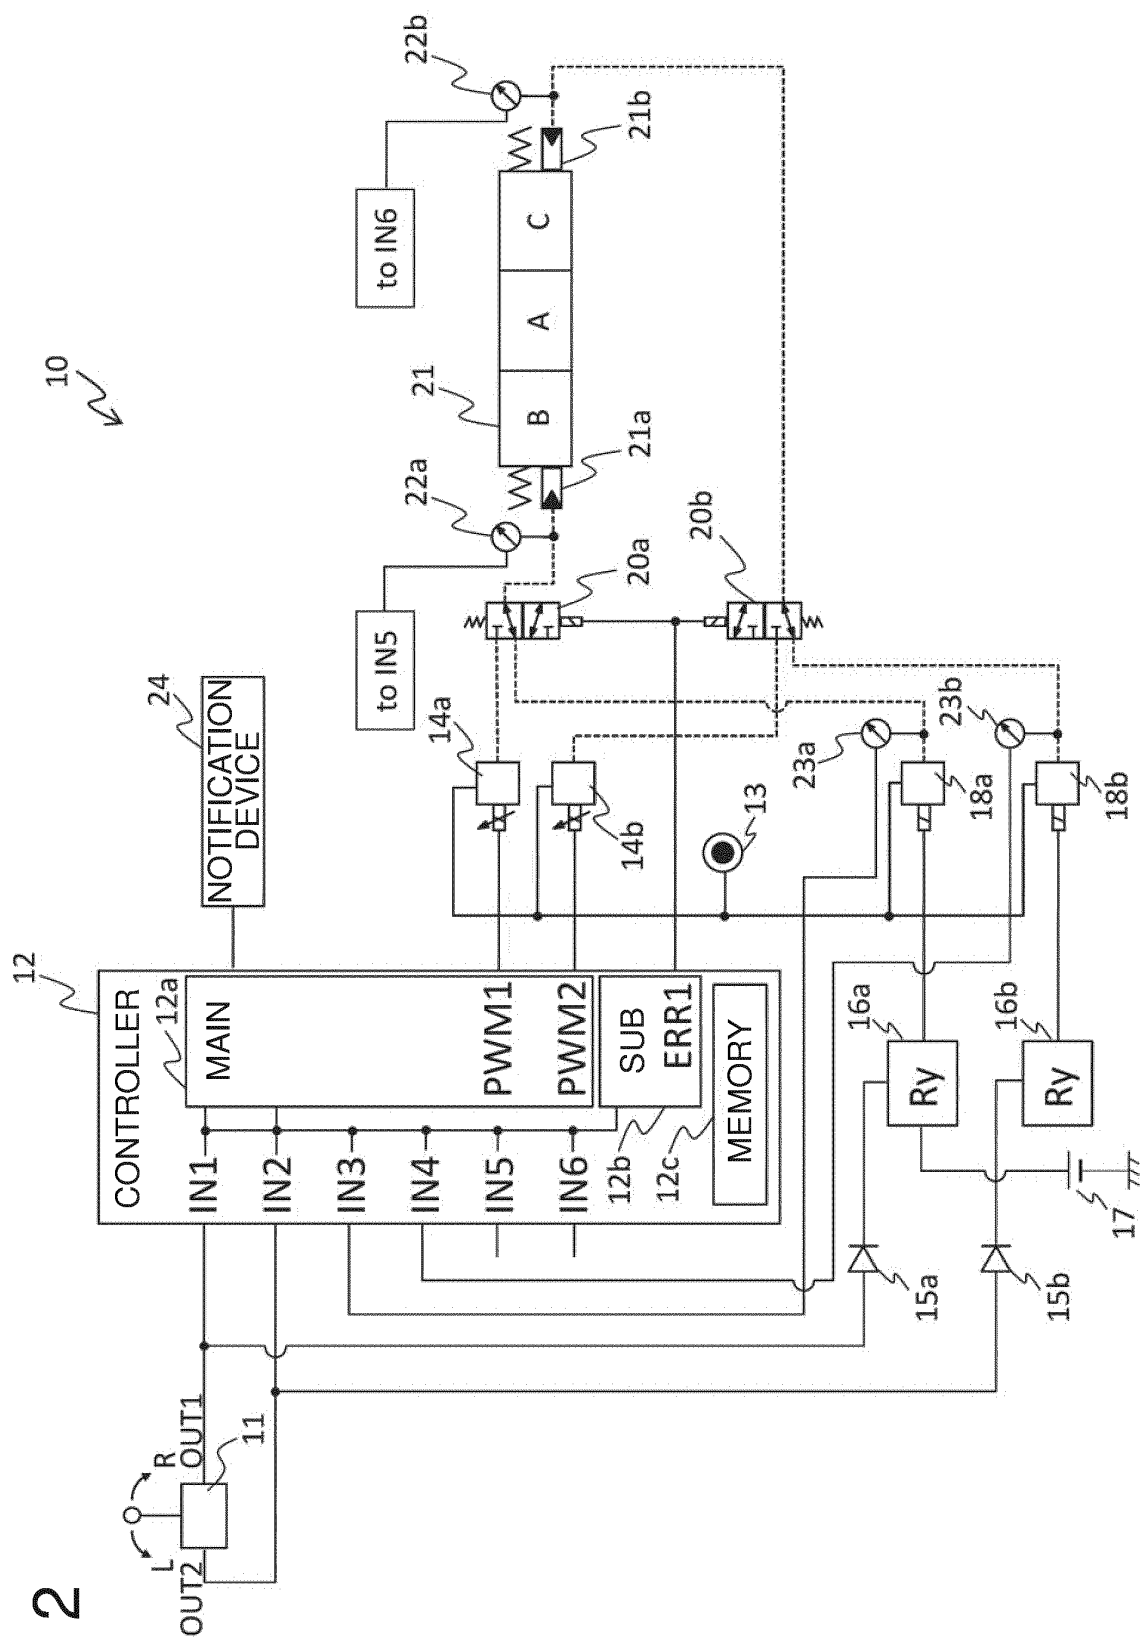 2
10
L
R
OUT2
OUT1
11
12
CONTROLLER
12a
MAIN
IN1
IN2
IN3
IN4
IN5
IN6
PWM1
PWM2
SUB
ERR1
12b
12c
MEMORY
24
NOTIFICATION
DEVICE
to IN5
to IN6
22a
22b
21
B
A
C
21a
21b
20a
20b
14a
14b
13
23a
23b
18a
18b
16a
16b
Ry
Ry
15a
15b
17